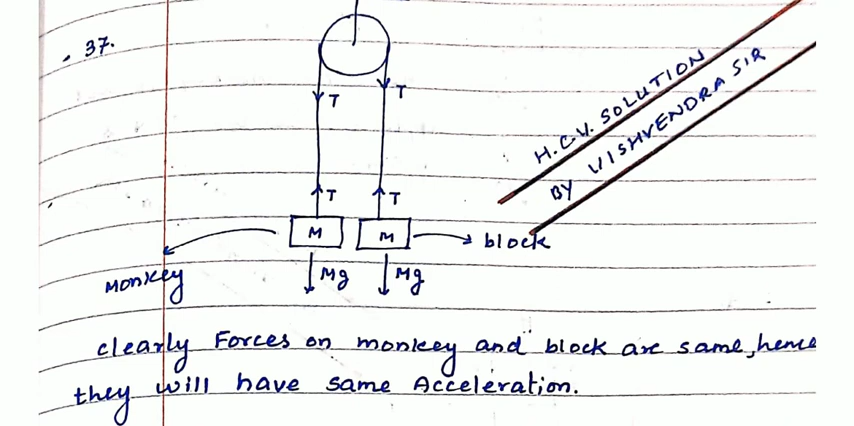 . 37.
H.C.V. SOLUTION
BY VISHVENDRA SIR
T T
T T
M M
block
Monkey
Mg Mg
clearly Forces on monkey and block are same, hence
they will have same Acceleration.